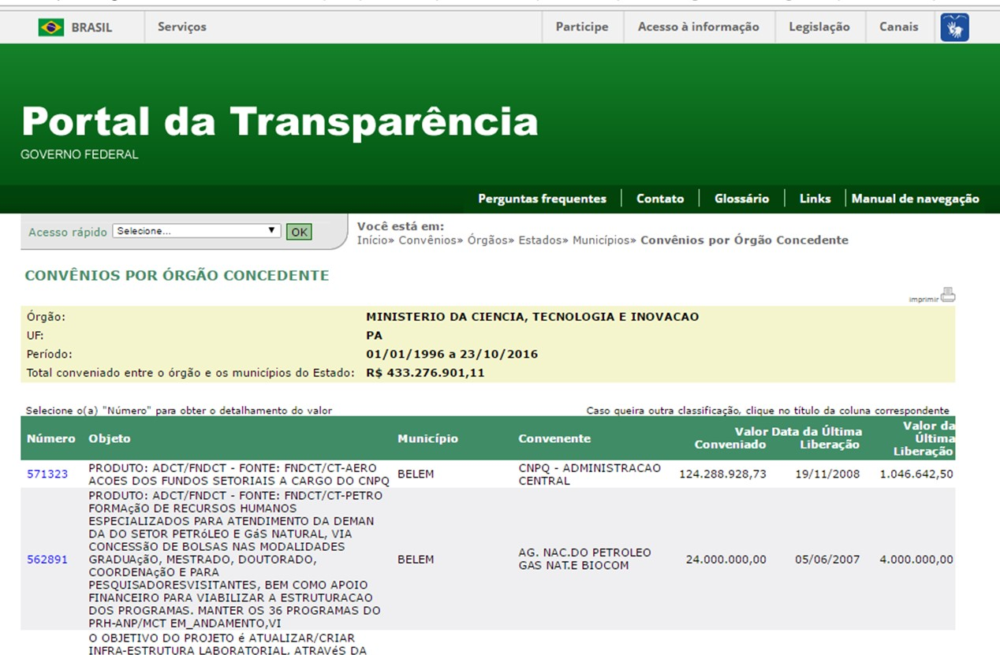 BRASIL
Serviços
Participe
Acesso à informação
Legislação
Canais
Portal da Transparência
GOVERNO FEDERAL
Perguntas frequentes
Contato
Glossário
Links
Manual de navegação
Acesso rápido
Selecione...
OK
Você está em:
Início» Convênios» Órgãos» Estados» Municípios» Convênios por Órgão Concedente
CONVÊNIOS POR ÓRGÃO CONCEDENTE
imprimir
Órgão: MINISTERIO DA CIENCIA, TECNOLOGIA E INOVACAO
UF: PA
Período: 01/01/1996 a 23/10/2016
Total conveniado entre o órgão e os municípios do Estado: R$ 433.276.901,11
Selecione o(a) "Número" para obter o detalhamento do valor
Caso queira outra classificação, clique no título da coluna correspondente
Número
Objeto
Município
Convenente
Valor
Conveniado
Data da Última
Liberação
Valor da
Última
Liberação
571323
PRODUTO: ADCT/FNDCT - FONTE: FNDCT/CT-AERO
ACOES DOS FUNDOS SETORIAIS A CARGO DO CNPQ
BELEM
CNPQ - ADMINISTRACAO
CENTRAL
124.288.928,73
19/11/2008
1.046.642,50
562891
PRODUTO: ADCT/FNDCT - FONTE: FNDCT/CT-PETRO
FORMAçãO DE RECURSOS HUMANOS
ESPECIALIZADOS PARA ATENDIMENTO DA DEMAN
DA DO SETOR PETRóLEO E GáS NATURAL, VIA
CONCESSãO DE BOLSAS NAS MODALIDADES
GRADUAçãO, MESTRADO, DOUTORADO,
COORDENAçãO E PARA
PESQUISADORESVISITANTES, BEM COMO APOIO
FINANCEIRO PARA VIABILIZAR A ESTRUTURACAO
DOS PROGRAMAS. MANTER OS 36 PROGRAMAS DO
PRH-ANP/MCT EM_ANDAMENTO,VI
BELEM
AG. NAC.DO PETROLEO
GAS NAT.E BIOCOM
24.000.000,00
05/06/2007
4.000.000,00
O OBJETIVO DO PROJETO é ATUALIZAR/CRIAR
INFRA-ESTRUTURA LABORATORIAL, ATRAVéS DA